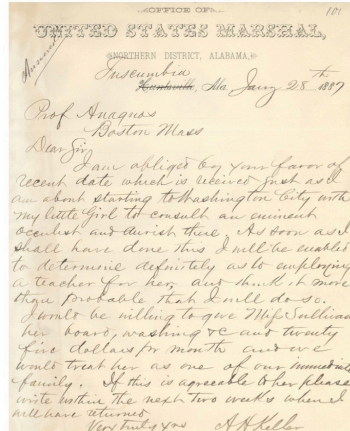 OFFICE OF
101
UNITED STATES MARSHAL,
NORTHERN DISTRICT, ALABAMA,
Answered
Tuscumbia
Huntsville, Ala. Jany 28th 1887
Prof Anagnos
Boston Mass
Dear Sir,
I am obliged by your favor of
recent date which is received just as I
am about starting to Washington City with
my little Girl to consult an eminent
occulist and aurist there. As soon as I
shall have done this I will be enabled
to determine definitely as to employing
a teacher for her, and think it more
than probable that I will do so.
I would be willing to give Miss Sullivan
her board, washing &c and twenty
five dollars pr month and we
would treat her as one of our immediate
family. If this is agreeable to her please
write within the next two weeks when I
will have returned
Very truly yrs A H Keller